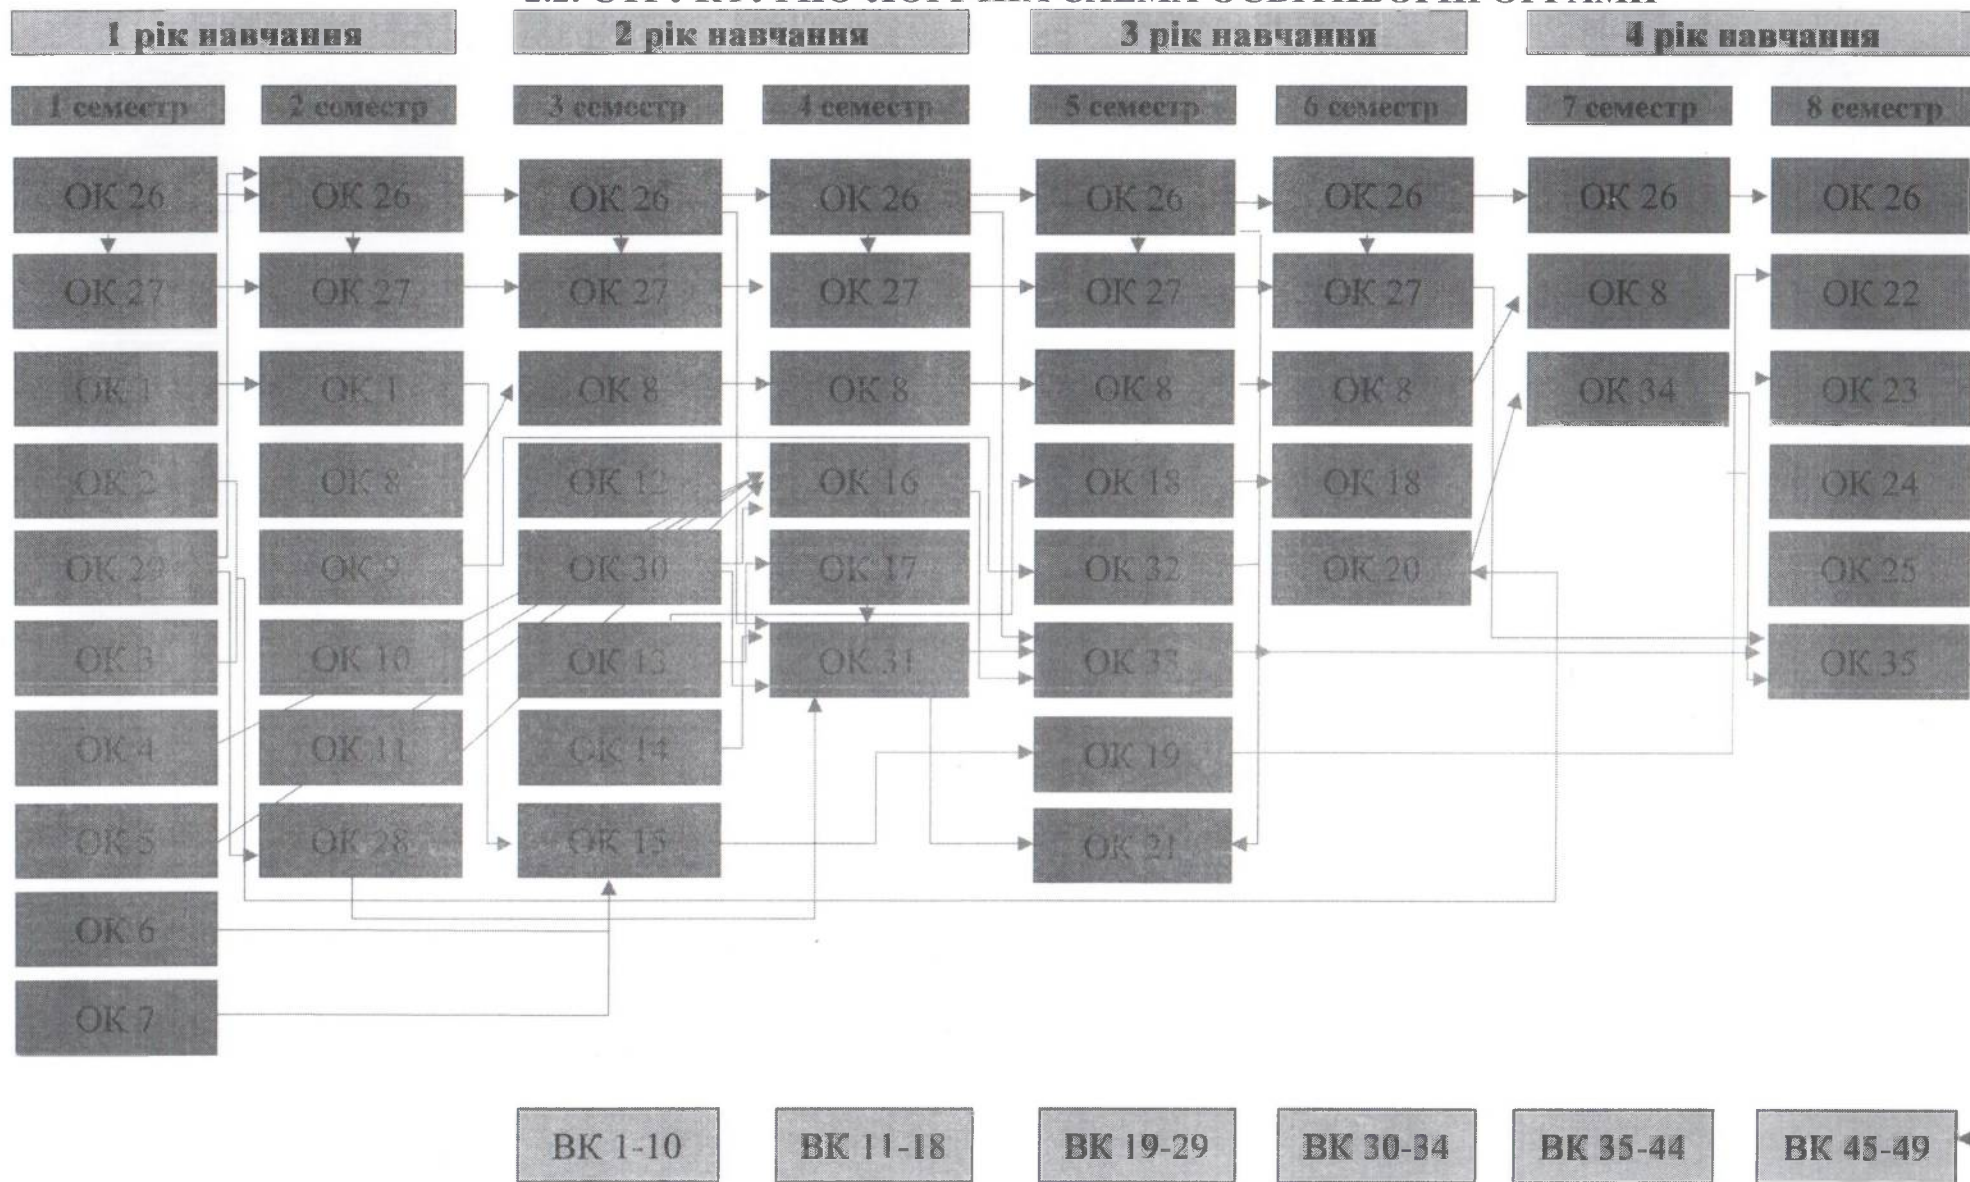 1 рік навчання 2 рік навчання 3 рік навчання 4 рік навчання
1 семестр 2 семестр 3 семестр 4 семестр 5 семестр 6 семестр 7 семестр 8 семестр
ОК 26 ОК 26 ОК 26 ОК 26 ОК 26 ОК 26 ОК 26 ОК 26
ОК 27 ОК 27 ОК 27 ОК 27 ОК 27 ОК 27 ОК 8 ОК 22
ОК 1 ОК 1 ОК 8 ОК 8 ОК 8 ОК 8 ОК 34 ОК 23
ОК 2 ОК 8 ОК 12 ОК 16 ОК 18 ОК 18 ОК 24
ОК 29 ОК 9 ОК 30 ОК 17 ОК 32 ОК 20 ОК 25
ОК 3 ОК 10 ОК 13 ОК 31 ОК 33 ОК 35
ОК 4 ОК 11 ОК 14 ОК 19
ОК 5 ОК 28 ОК 15 ОК 21
ОК 6
ОК 7
ВК 1-10 ВК 11-18 ВК 19-29 ВК 30-34 ВК 35-44 ВК 45-49